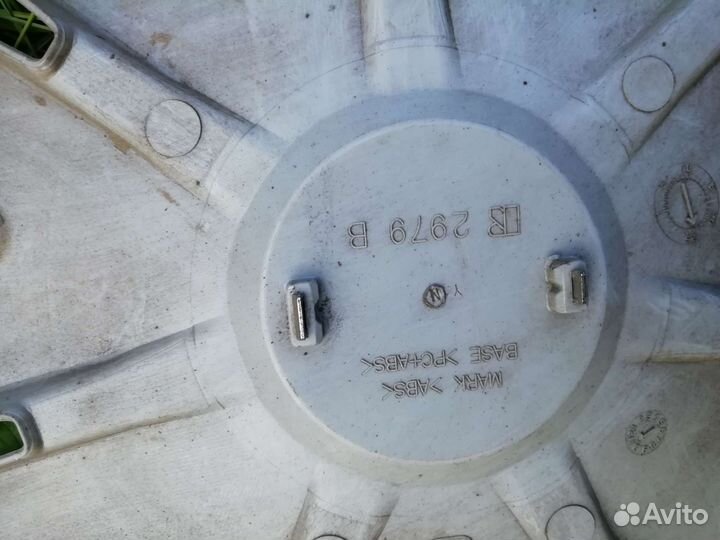 MARK >ABS<
BASE >PC+ABS<
Y N
2979 B
Avito